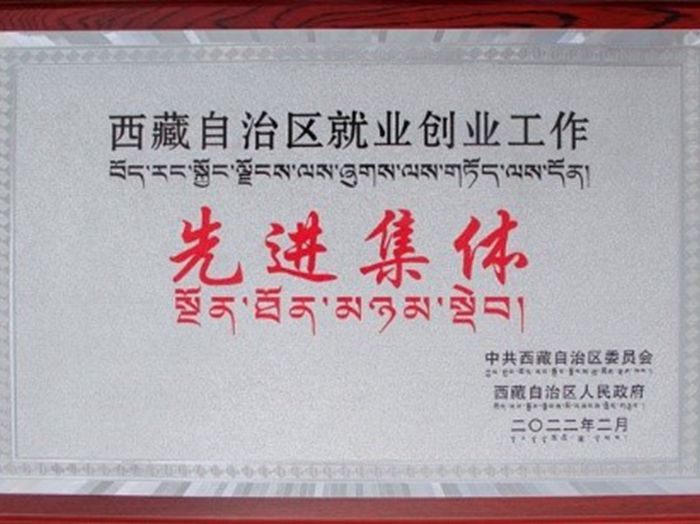 西藏自治区就业创业工作
བོད་རང་སྐྱོང་ལྗོངས་ལས་ཞུགས་ལས་གཏོད་ལས་དོན།
先进集体
སྔོན་ཐོན་མཉམ་སྡེབ།
中共西藏自治区委员会
西藏自治区人民政府
二〇二二年二月